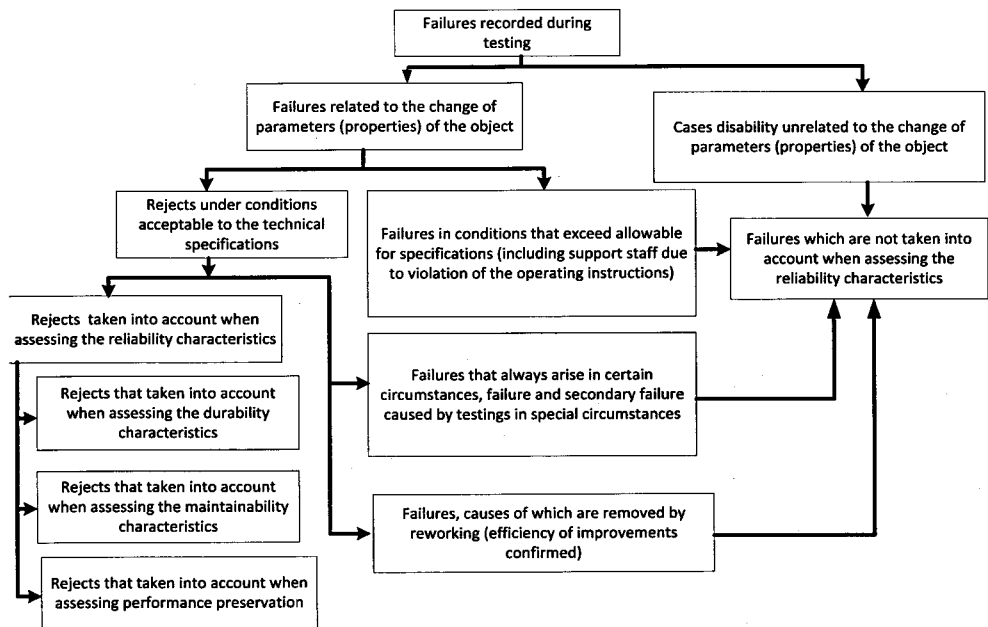 Failures recorded during
testing
Failures related to the change of
parameters (properties) of the object
Cases disability unrelated to the change of
parameters (properties) of the object
Rejects under conditions
acceptable to the technical
specifications
Failures in conditions that exceed allowable
for specifications (including support staff due
to violation of the operating instructions)
Failures which are not taken into
account when assessing the
reliability characteristics
Rejects taken into account when
assessing the reliability characteristics
Failures that always arise in certain
circumstances, failure and secondary failure
caused by testings in special circumstances
Rejects that taken into account
when assessing the durability
characteristics
Rejects that taken into account
when assessing the maintainability
characteristics
Failures, causes of which are removed by
reworking (efficiency of improvements
confirmed)
Rejects that taken into account when
assessing performance preservation